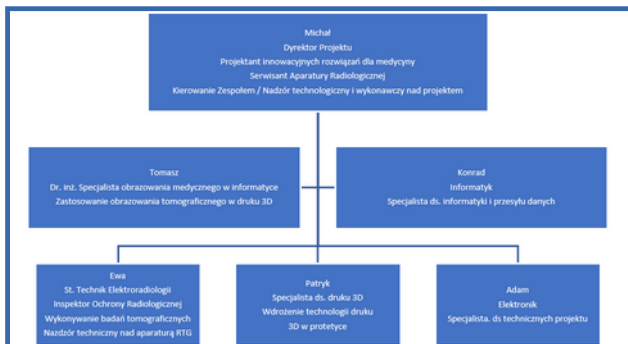 Michał
Dyrektor Projektu
Projektant innowacyjnych rozwiązań dla medycyny
Serwisant Aparatury Radiologicznej
Kierowanie Zespołem / Nadzór technologiczny i wykonawczy nad projektem
Tomasz
Dr. inż. Specjalista obrazowania medycznego w informatyce
Zastosowanie obrazowania tomograficznego w druku 3D
Konrad
Informatyk
Specjalista ds. informatyki i przesyłu danych
Ewa
St. Technik Elektroradiologii
Inspektor Ochrony Radiologicznej
Wykonywanie badań tomograficznych
Nazdzór techniczny nad aparaturą RTG
Patryk
Specjalista ds. druku 3D
Wdrożenie technologii druku
3D w protetyce
Adam
Elektronik
Specjalista. ds technicznych projektu